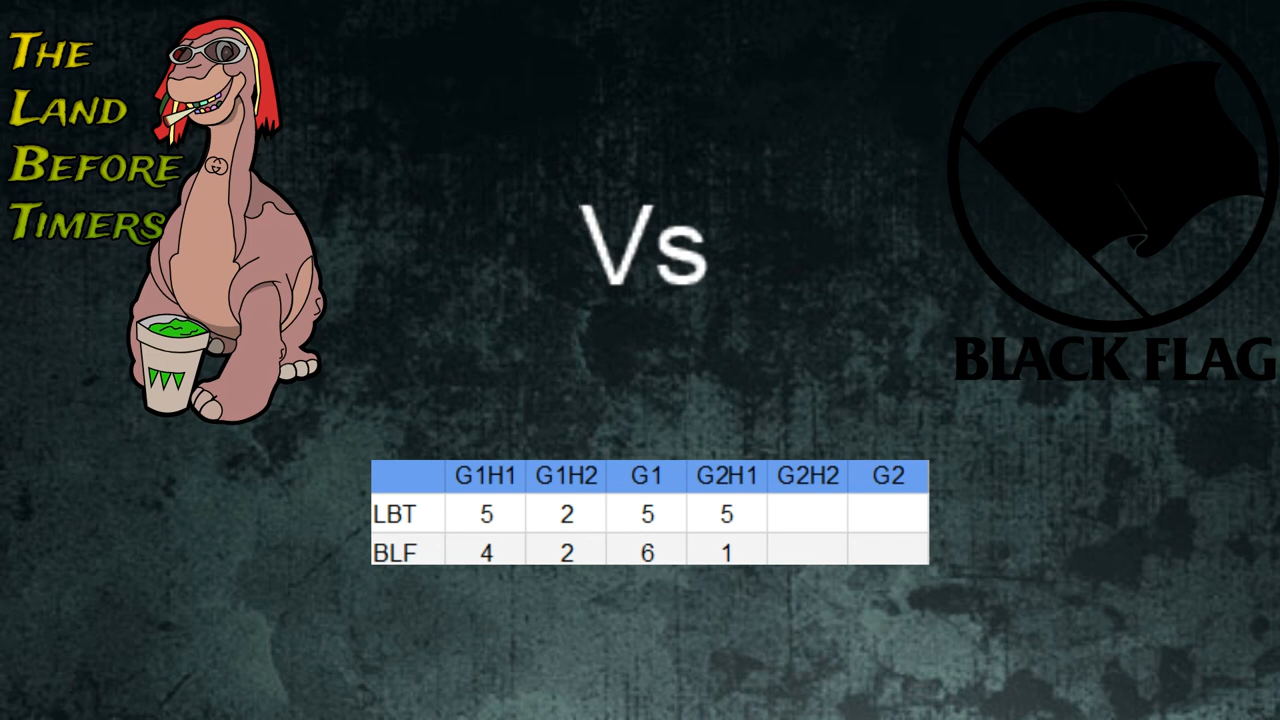 THE
LAND
BEFORE
TIMERS
Vs
BLACK FLAG
G1H1 G1H2 G1 G2H1 G2H2 G2
LBT 5 2 5 5
BLF 4 2 6 1